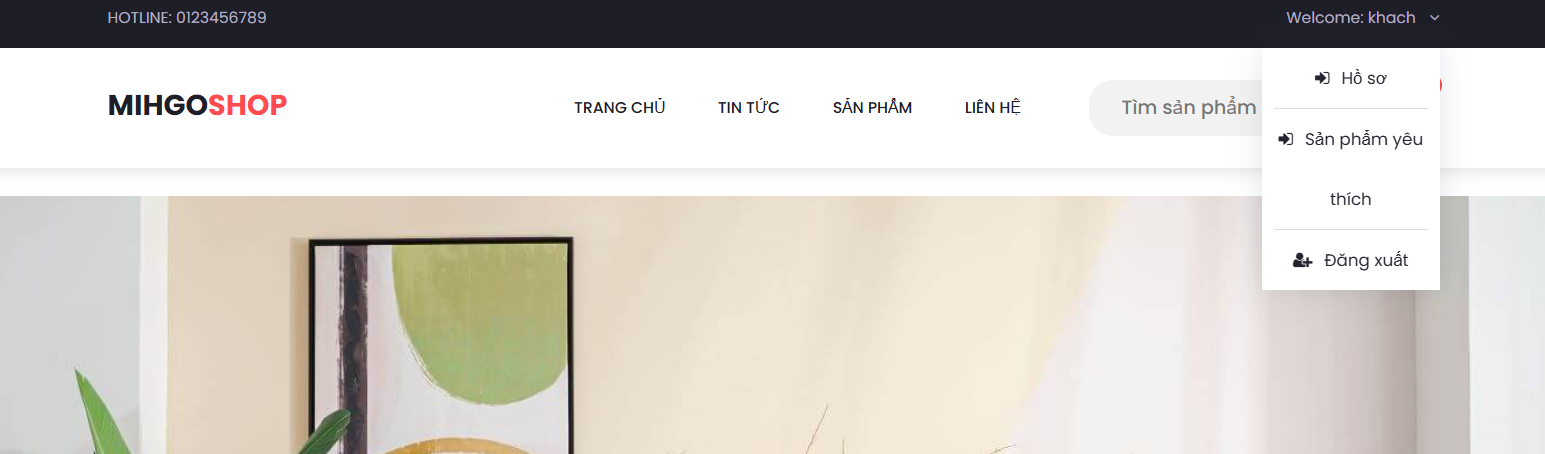 HOTLINE: 0123456789
Welcome: khach
MIHGOSHOP
TRANG CHỦ
TIN TỨC
SẢN PHẨM
LIÊN HỆ
Tìm sản phẩm
Hồ sơ
Sản phẩm yêu
thích
Đăng xuất